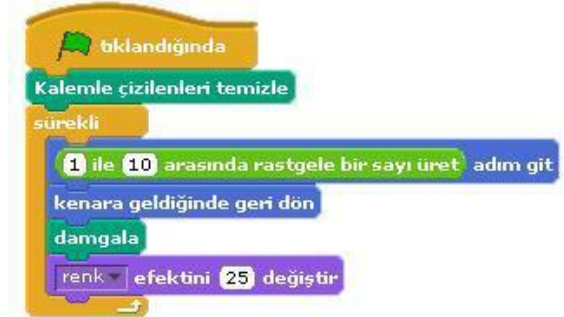 tıklandığında
Kalemle çizilenleri temizle
sürekli
1 ile 10 arasında rastgele bir sayı üret adım git
kenara geldiğinde geri dön
damgala
renk efektini 25 değiştir